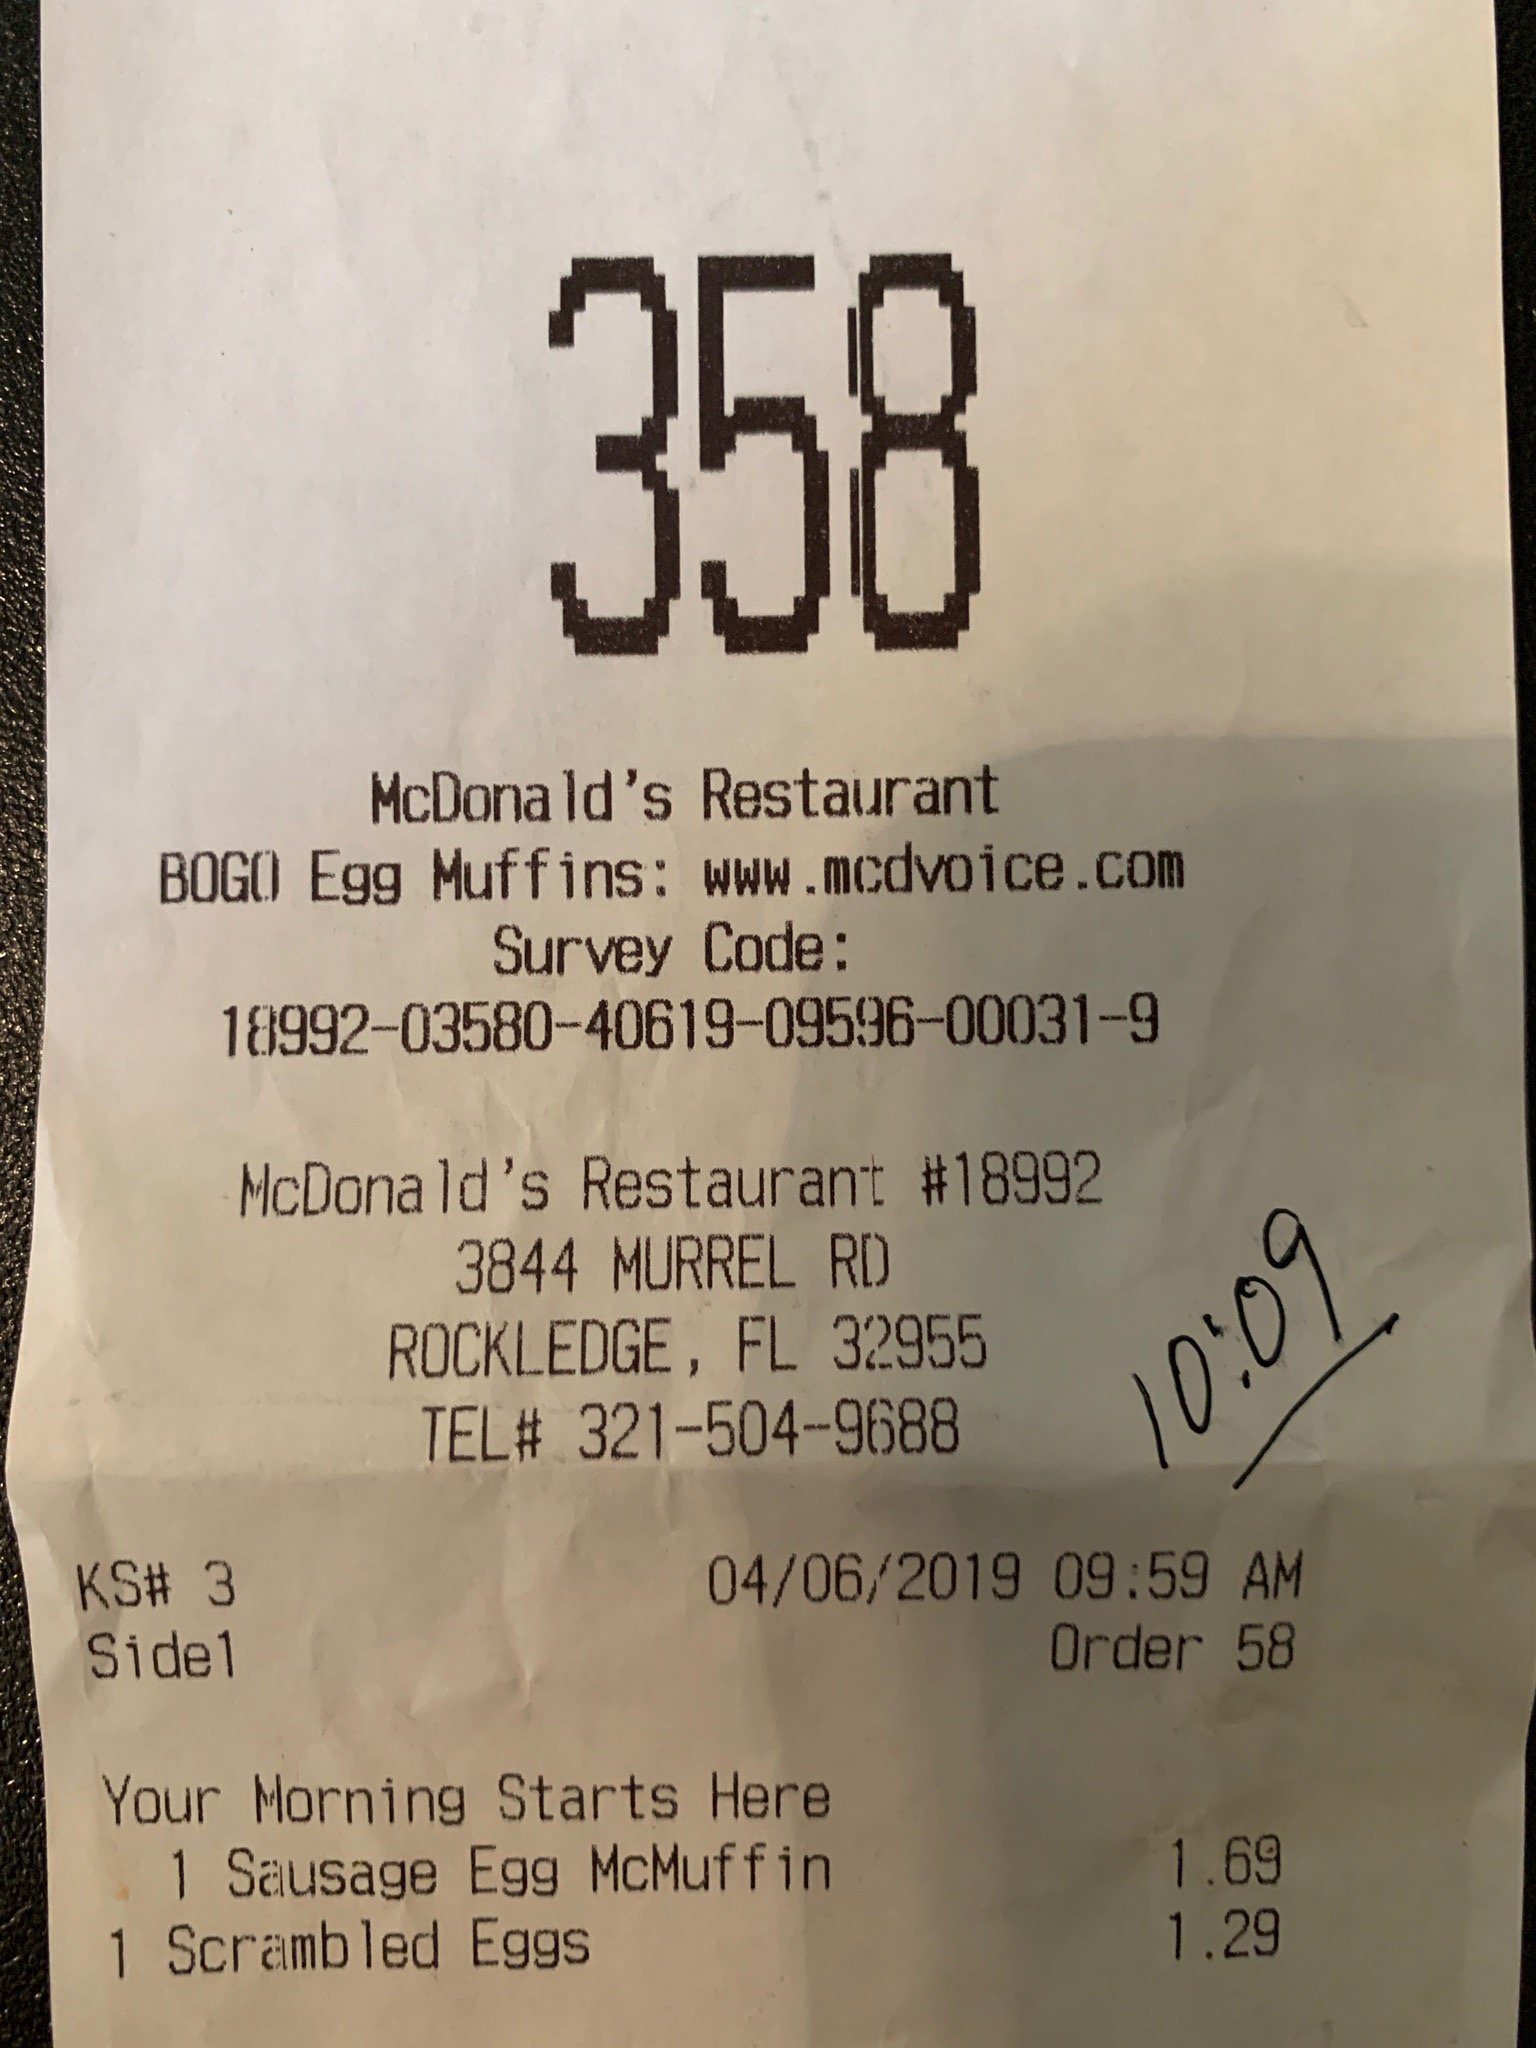 358
McDonald's Restaurant
BOGO Egg Muffins: www.mcdvoice.com
Survey Code:
18992-03580-40619-09596-00031-9
McDonald's Restaurant #18992
3844 MURREL RD
ROCKLEDGE, FL 32955
TEL# 321-504-9688
10:09
KS# 3 04/06/2019 09:59 AM
Side1 Order 58
Your Morning Starts Here
1 Sausage Egg McMuffin 1.69
1 Scrambled Eggs 1.29